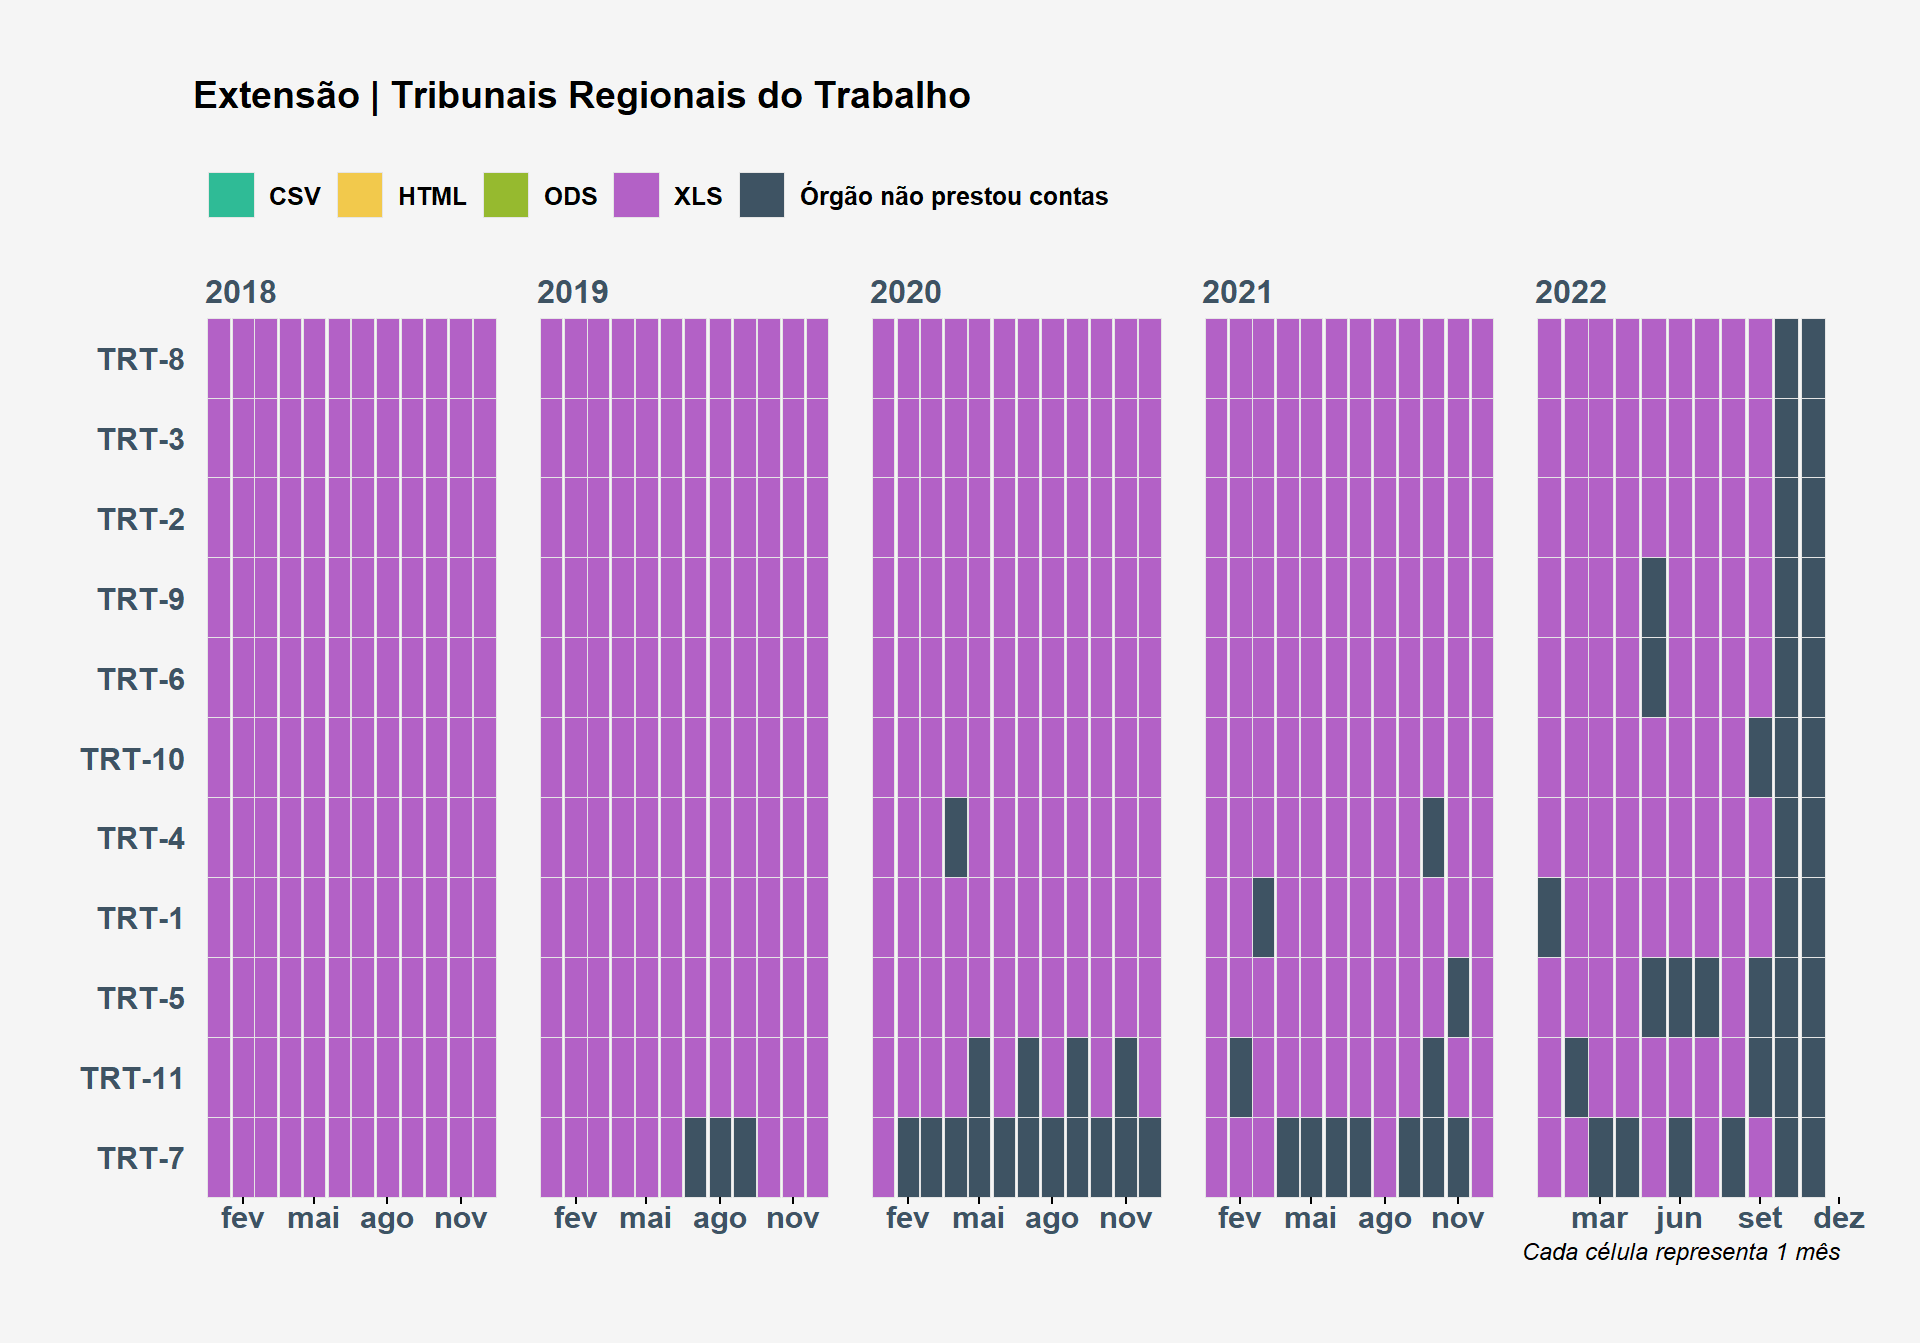 Extensão | Tribunais Regionais do Trabalho
CSV HTML ODS XLS Órgão não prestou contas
2018 2019 2020 2021 2022
TRT-8
TRT-3
TRT-2
TRT-9
TRT-6
TRT-10
TRT-4
TRT-1
TRT-5
TRT-11
TRT-7
fev mai ago nov fev mai ago nov fev mai ago nov fev mai ago nov mar jun set dez
Cada célula representa 1 mês